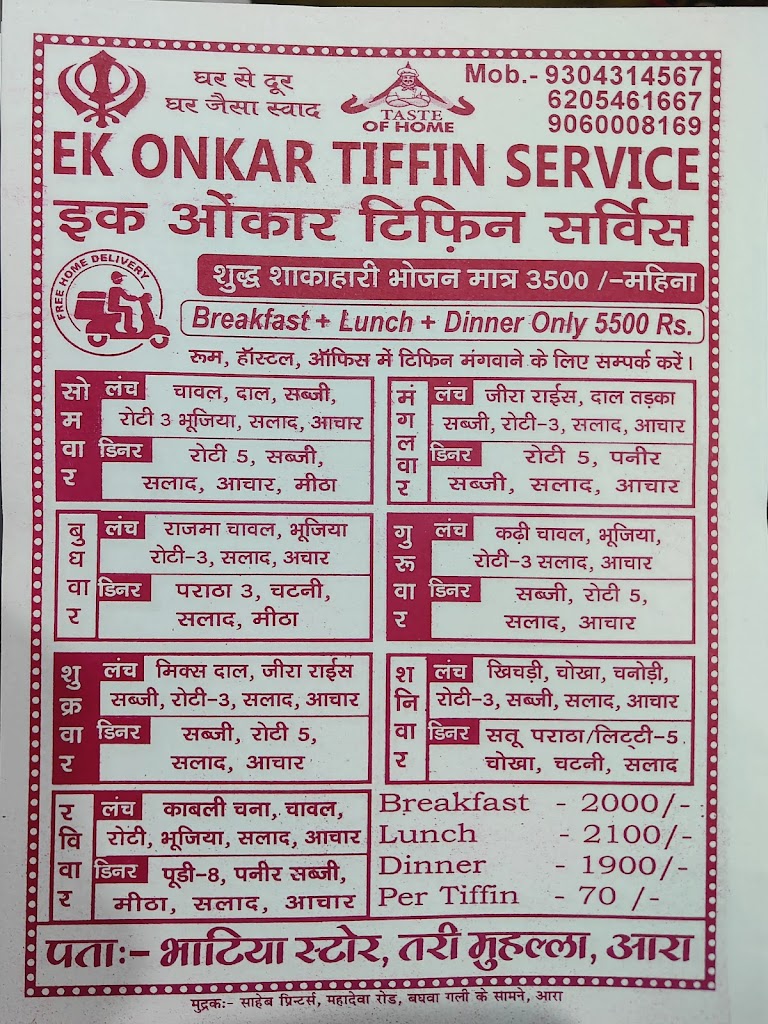 घर से दूर
घर जैसा स्वाद
TASTE
OF HOME
Mob.- 9304314567
6205461667
9060008169
EK ONKAR TIFFIN SERVICE
इक ओंकार टिफ़िन सर्विस
FREE HOME DELIVERY
शुद्ध शाकाहारी भोजन मात्र 3500 /-महिना
Breakfast + Lunch + Dinner Only 5500 Rs.
रूम, हॉस्टल, ऑफिस में टिफिन मंगवाने के लिए सम्पर्क करें।
सोमवार
लंच चावल, दाल, सब्जी,
रोटी 3 भूजिया, सलाद, आचार
डिनर रोटी 5, सब्जी,
सलाद, आचार, मीठा
मंगलवार
लंच जीरा राईस, दाल तड़का
सब्जी, रोटी-3, सलाद, आचार
डिनर रोटी 5, पनीर
सब्जी, सलाद, आचार
बुधवार
लंच राजमा चावल, भूजिया
रोटी-3, सलाद, अचार
डिनर पराठा 3, चटनी,
सलाद, मीठा
गुरूवार
लंच कढ़ी चावल, भूजिया,
रोटी-3 सलाद, आचार
डिनर सब्जी, रोटी 5,
सलाद, आचार
शुक्रवार
लंच मिक्स दाल, जीरा राईस
सब्जी, रोटी-3, सलाद, आचार
डिनर सब्जी, रोटी 5,
सलाद, आचार
शनिवार
लंच खिचड़ी, चोखा, चनोड़ी,
रोटी-3, सब्जी, सलाद, आचार
डिनर सतू पराठा/लिट्टी-5
चोखा, चटनी, सलाद
रविवार
लंच काबली चना, चावल,
रोटी, भूजिया, सलाद, आचार
डिनर पूडी-8, पनीर सब्जी,
मीठा, सलाद, आचार
Breakfast - 2000/-
Lunch - 2100/-
Dinner - 1900/-
Per Tiffin - 70 /-
पताः- भाटिया स्टोर, तरी मुहल्ला, आरा
मुद्रकः- साहेब प्रिन्टर्स, महादेवा रोड, बघवा गली के सामने, आरा